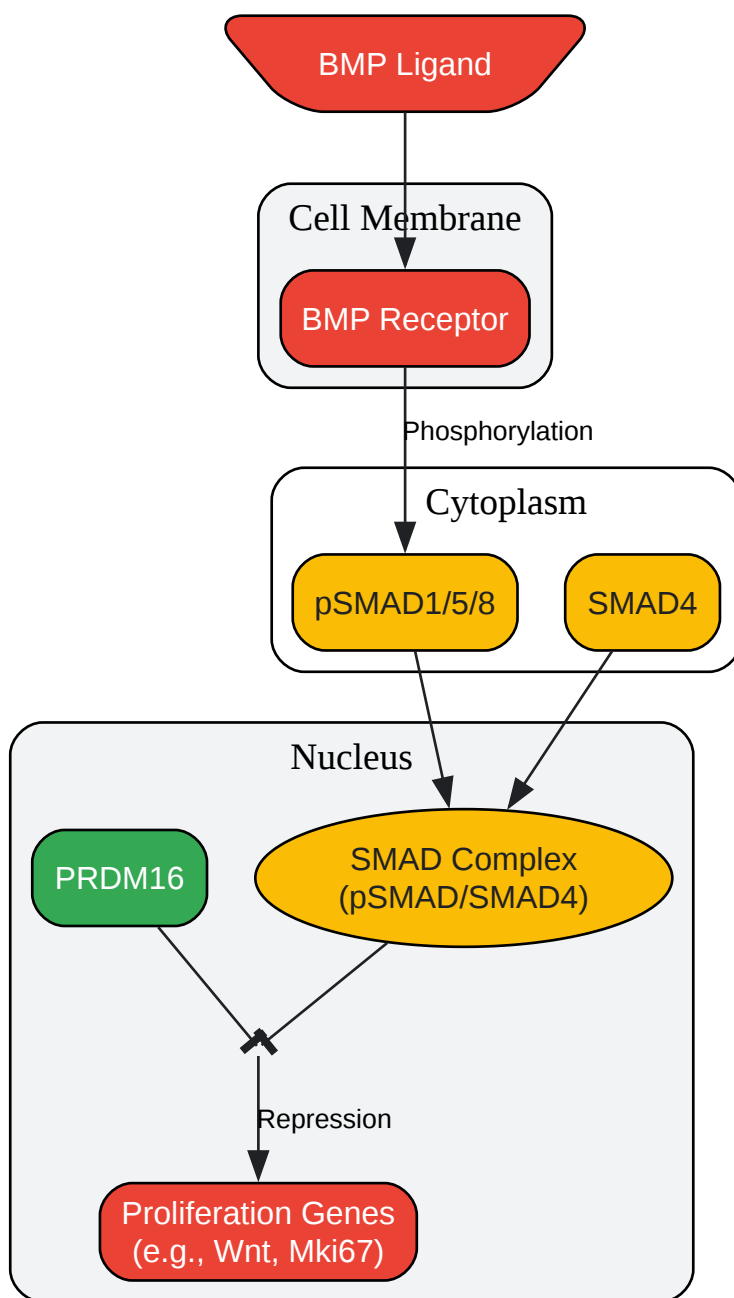 BMP Ligand
Cell Membrane
BMP Receptor
Phosphorylation
Cytoplasm
pSMAD1/5/8
SMAD4
Nucleus
PRDM16
SMAD Complex
(pSMAD/SMAD4)
Repression
Proliferation Genes
(e.g., Wnt, Mki67)